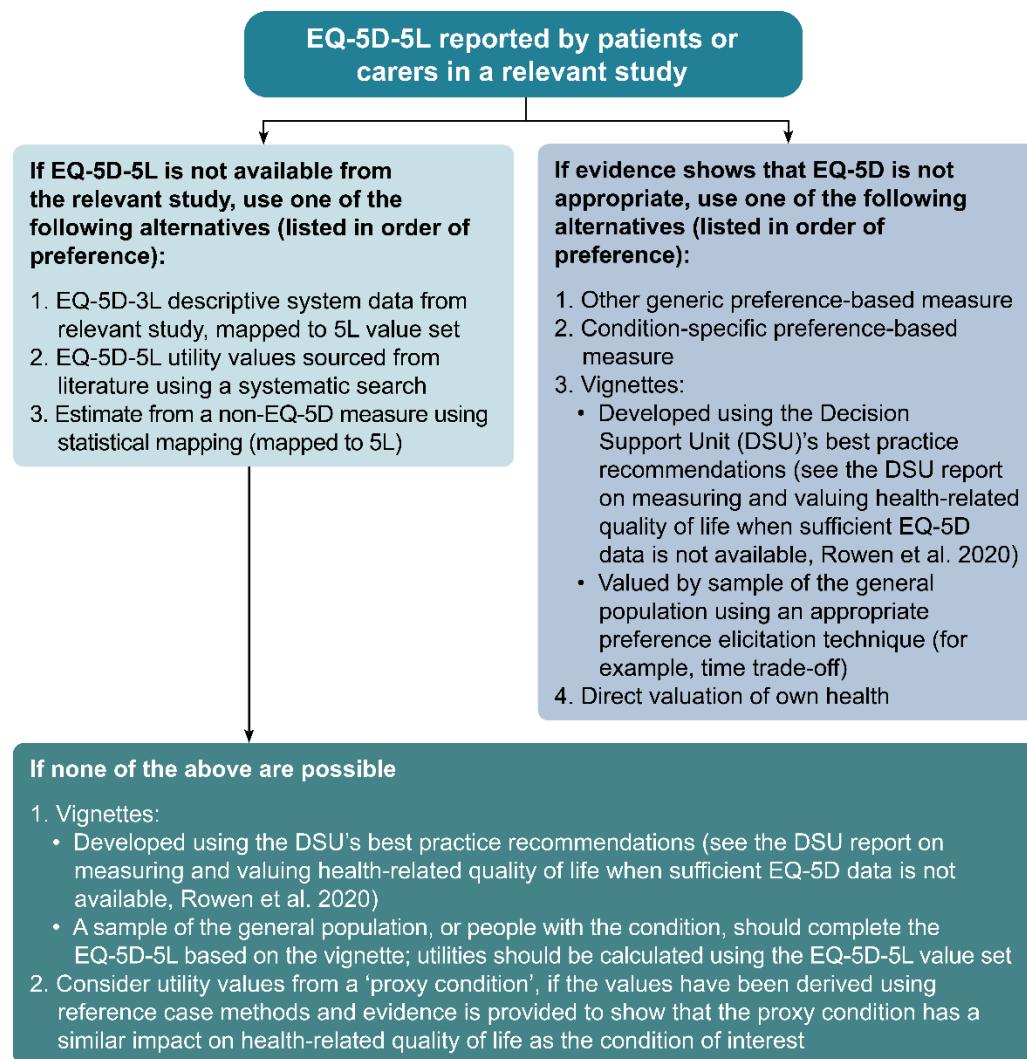 EQ-5D-5L reported by patients or
carers in a relevant study
If EQ-5D-5L is not available from
the relevant study, use one of the
following alternatives (listed in order of
preference):
1. EQ-5D-3L descriptive system data from
relevant study, mapped to 5L value set
2. EQ-5D-5L utility values sourced from
literature using a systematic search
3. Estimate from a non-EQ-5D measure using
statistical mapping (mapped to 5L)
If evidence shows that EQ-5D is not
appropriate, use one of the following
alternatives (listed in order of
preference):
1. Other generic preference-based measure
2. Condition-specific preference-based
measure
3. Vignettes:
• Developed using the Decision
Support Unit (DSU)'s best practice
recommendations (see the DSU report
on measuring and valuing health-related
quality of life when sufficient EQ-5D
data is not available, Rowen et al. 2020)
• Valued by sample of the general
population using an appropriate
preference elicitation technique (for
example, time trade-off)
4. Direct valuation of own health
If none of the above are possible
1. Vignettes:
• Developed using the DSU's best practice recommendations (see the DSU report on
measuring and valuing health-related quality of life when sufficient EQ-5D data is not
available, Rowen et al. 2020)
• A sample of the general population, or people with the condition, should complete the
EQ-5D-5L based on the vignette; utilities should be calculated using the EQ-5D-5L value set
2. Consider utility values from a 'proxy condition', if the values have been derived using
reference case methods and evidence is provided to show that the proxy condition has a
similar impact on health-related quality of life as the condition of interest